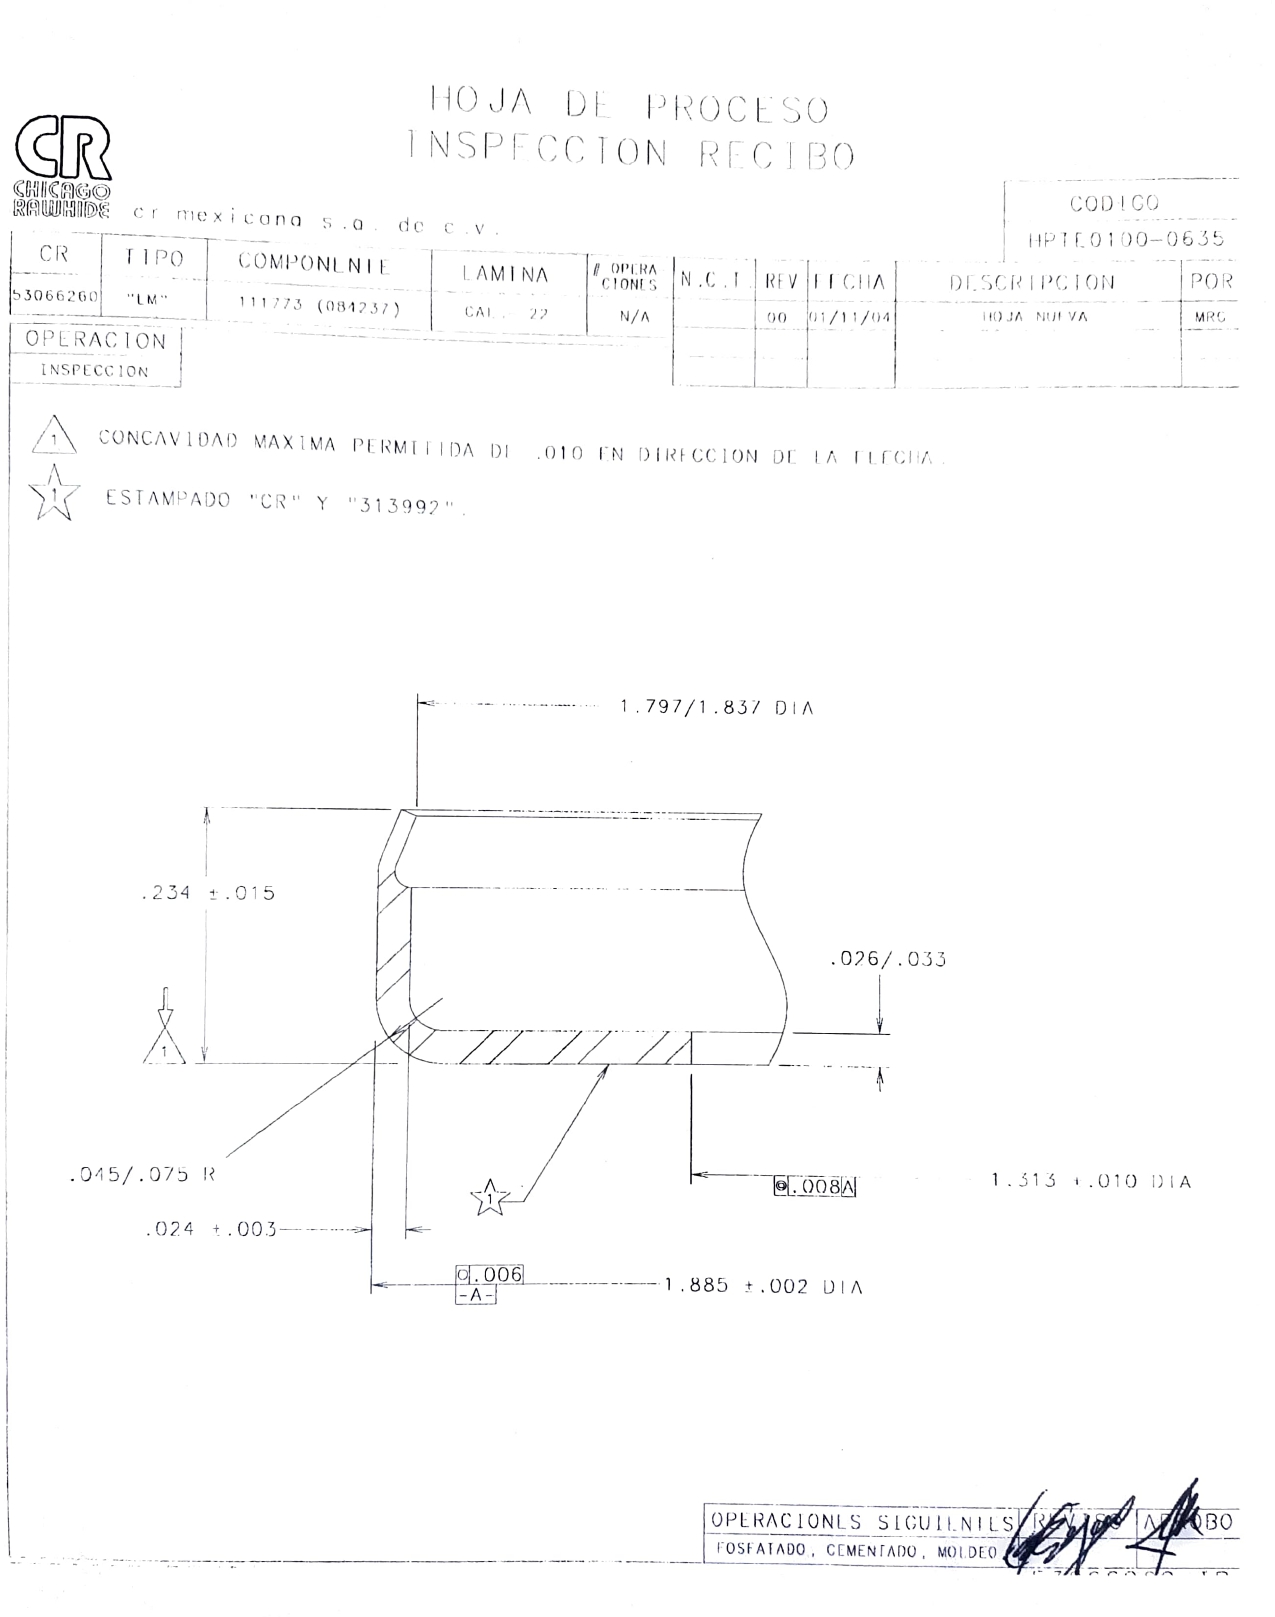 HOJA DE PROCESO
INSPECCION RECIBO
CR
CHICAGO
RAWHIDE
cr mexicana s.a. de c.v.
CODIGO
HPTE0100-0635
CR TIPO COMPONENTE LAMINA # OPERA N.C.T. REV FECHA DESCRIPCION POR
CIONES
53066260 "LM" 111773 (084237) CAL. 22 N/A 00 01/11/04 HOJA NUEVA MRG
OPERACION
INSPECCION
1 CONCAVIDAD MAXIMA PERMITIDA DE .010 EN DIRECCION DE LA FLECHA.
1 ESTAMPADO "CR" Y "313992".
1.797/1.837 DIA
.234 ±.015
.026/.033
1
.045/.075 R
1
.008 A
1.313 ±.010 DIA
.024 ±.003
.006
-A-
1.885 ±.002 DIA
OPERACIONES SIGUIENTES REVISO APROBO
FOSFATADO, CEMENTADO, MOLDEO